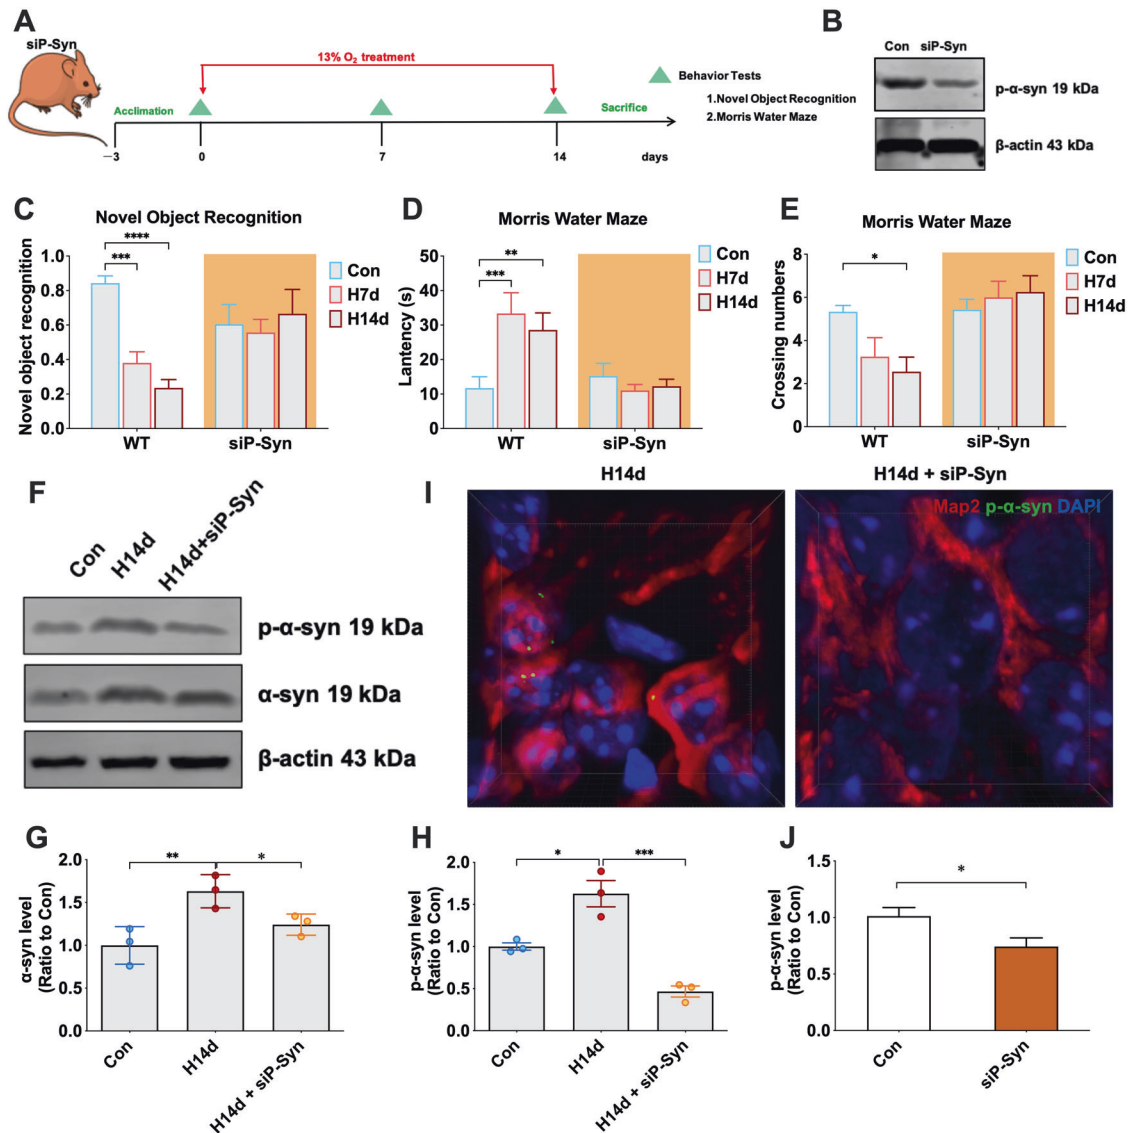 A
siP-Syn
13% O₂ treatment
Acclimation
Sacrifice
−3
0
7
14
days
Behavior Tests
1.Novel Object Recognition
2.Morris Water Maze
B
Con siP-Syn
p-α-syn 19 kDa
β-actin 43 kDa
C
Novel Object Recognition
Novel object recognition
1.0
0.8
0.6
0.4
0.2
0.0
****
***
WT
siP-Syn
Con
H7d
H14d
D
Morris Water Maze
Lantency (s)
50
40
30
20
10
0
**
***
WT
siP-Syn
Con
H7d
H14d
E
Morris Water Maze
Crossing numbers
8
6
4
2
0
*
WT
siP-Syn
Con
H7d
H14d
F
Con
H14d
H14d+siP-Syn
p-α-syn 19 kDa
α-syn 19 kDa
β-actin 43 kDa
I
H14d
H14d + siP-Syn
Map2 p-α-syn DAPI
G
α-syn level
(Ratio to Con)
2.0
1.5
1.0
0.5
0.0
**
*
Con
H14d
H14d + siP-Syn
H
p-α-syn level
(Ratio to Con)
2.0
1.5
1.0
0.5
0.0
*
***
Con
H14d
H14d + siP-Syn
J
p-α-syn level
(Ratio to Con)
1.5
1.0
0.5
0.0
*
Con
siP-Syn